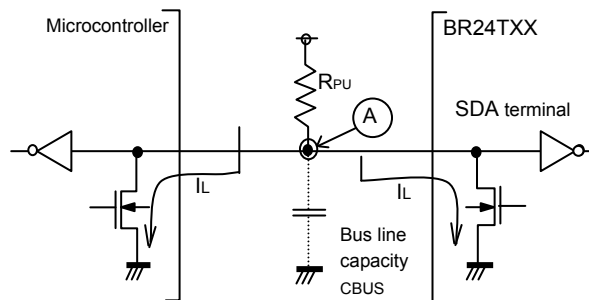 Microcontroller
BR24TXX
RPU
A
SDA terminal
IL
IL
Bus line
capacity
CBUS